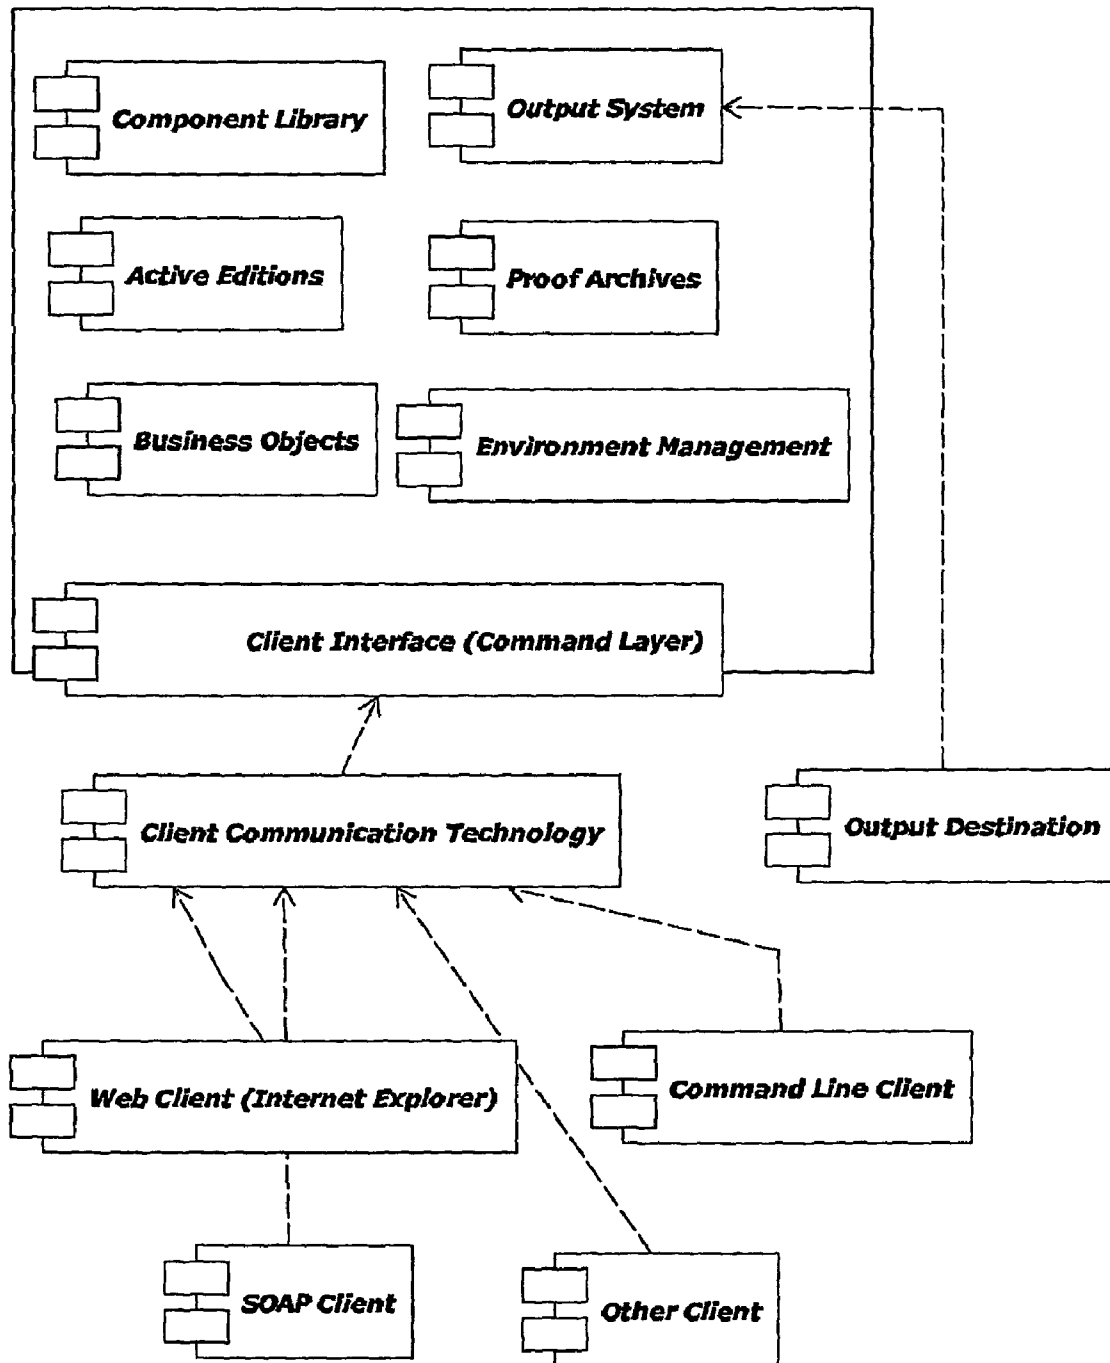 Component Library
Output System
Active Editions
Proof Archives
Business Objects
Environment Management
Client Interface (Command Layer)
Client Communication Technology
Output Destination
Web Client (Internet Explorer)
Command Line Client
SOAP Client
Other Client